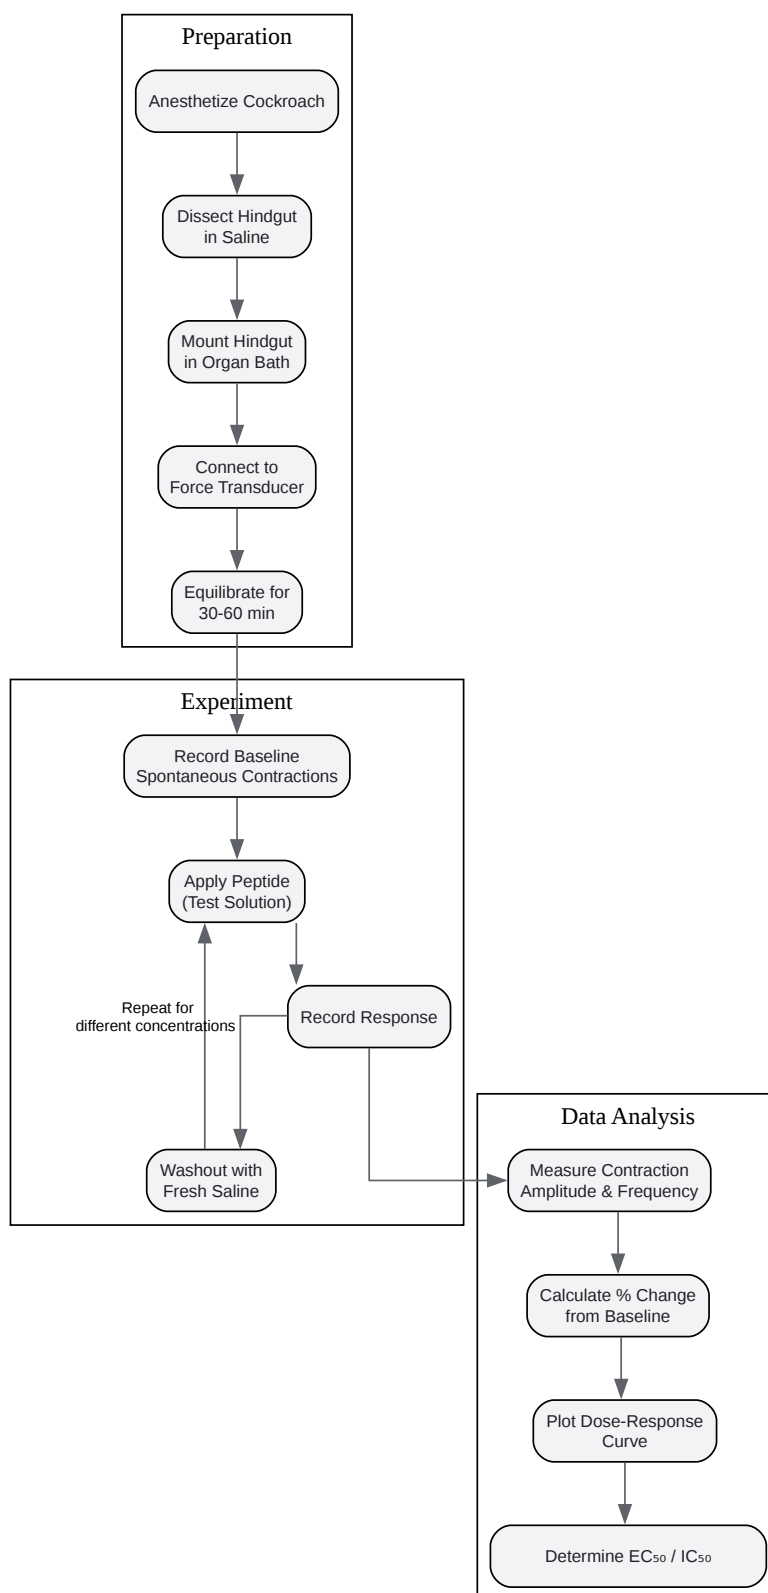 Preparation
Anesthetize Cockroach
Dissect Hindgut
in Saline
Mount Hindgut
in Organ Bath
Connect to
Force Transducer
Equilibrate for
30-60 min
Experiment
Record Baseline
Spontaneous Contractions
Apply Peptide
(Test Solution)
Repeat for
different concentrations
Record Response
Washout with
Fresh Saline
Data Analysis
Measure Contraction
Amplitude & Frequency
Calculate % Change
from Baseline
Plot Dose-Response
Curve
Determine EC₅₀ / IC₅₀